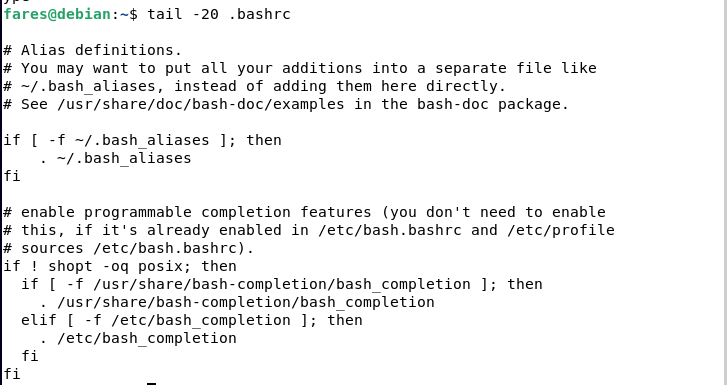 fares@debian:~$ tail -20 .bashrc
# Alias definitions.
# You may want to put all your additions into a separate file like
# ~/.bash_aliases, instead of adding them here directly.
# See /usr/share/doc/bash-doc/examples in the bash-doc package.
if [ -f ~/.bash_aliases ]; then
    . ~/.bash_aliases
fi
# enable programmable completion features (you don't need to enable
# this, if it's already enabled in /etc/bash.bashrc and /etc/profile
# sources /etc/bash.bashrc).
if ! shopt -oq posix; then
  if [ -f /usr/share/bash-completion/bash_completion ]; then
    . /usr/share/bash-completion/bash_completion
  elif [ -f /etc/bash_completion ]; then
    . /etc/bash_completion
  fi
fi